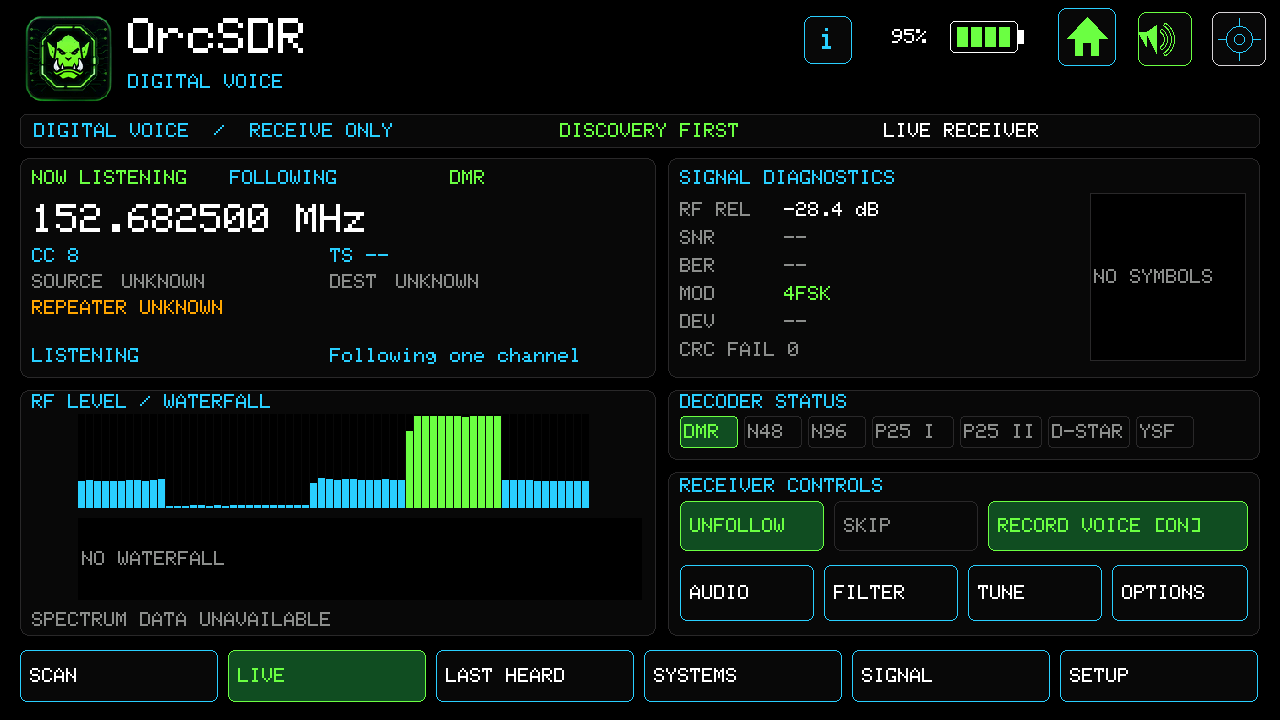 OrcSDR
DIGITAL VOICE
i
95%
DIGITAL VOICE / RECEIVE ONLY DISCOVERY FIRST LIVE RECEIVER
NOW LISTENING FOLLOWING DMR
152.682500 MHz
CC 8 TS --
SOURCE UNKNOWN DEST UNKNOWN
REPEATER UNKNOWN
LISTENING Following one channel
SIGNAL DIAGNOSTICS
RF REL -28.4 dB
SNR --
BER --
MOD 4FSK
DEV --
CRC FAIL 0
NO SYMBOLS
RF LEVEL / WATERFALL
NO WATERFALL
SPECTRUM DATA UNAVAILABLE
DECODER STATUS
DMR N48 N96 P25 I P25 II D-STAR YSF
RECEIVER CONTROLS
UNFOLLOW SKIP RECORD VOICE [ON]
AUDIO FILTER TUNE OPTIONS
SCAN LIVE LAST HEARD SYSTEMS SIGNAL SETUP